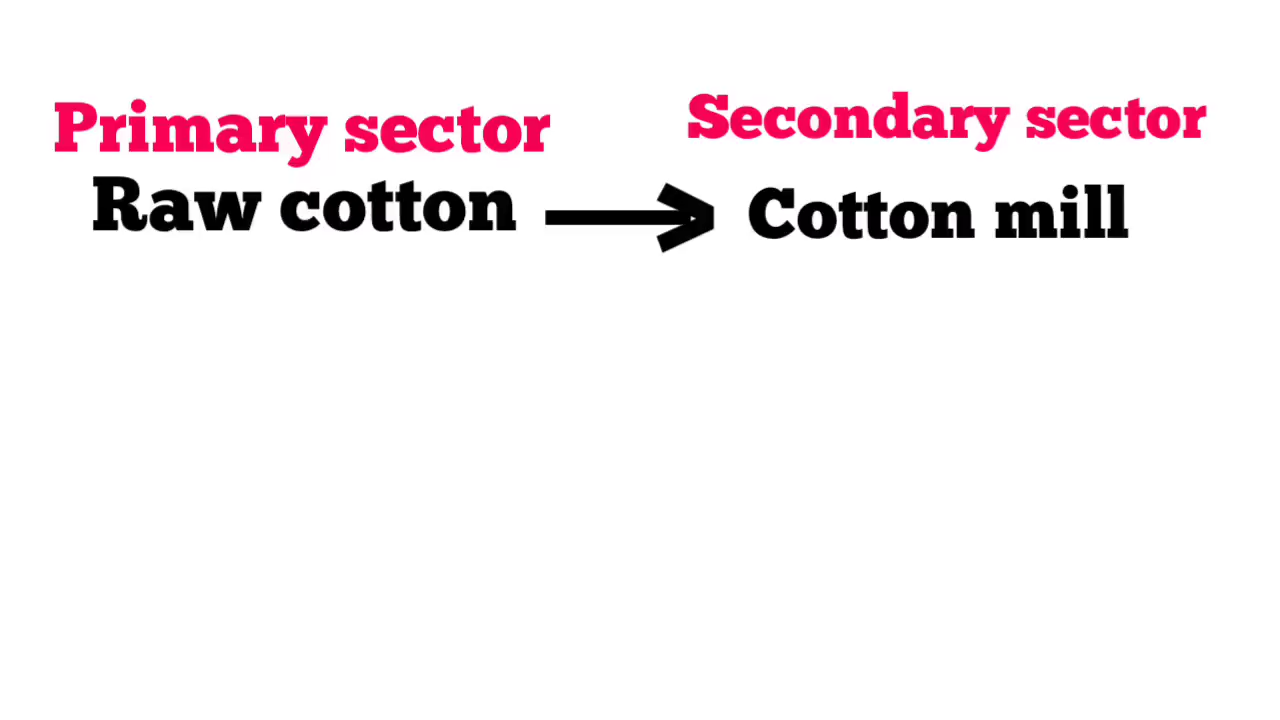 Primary sector
Secondary sector
Raw cotton
Cotton mill